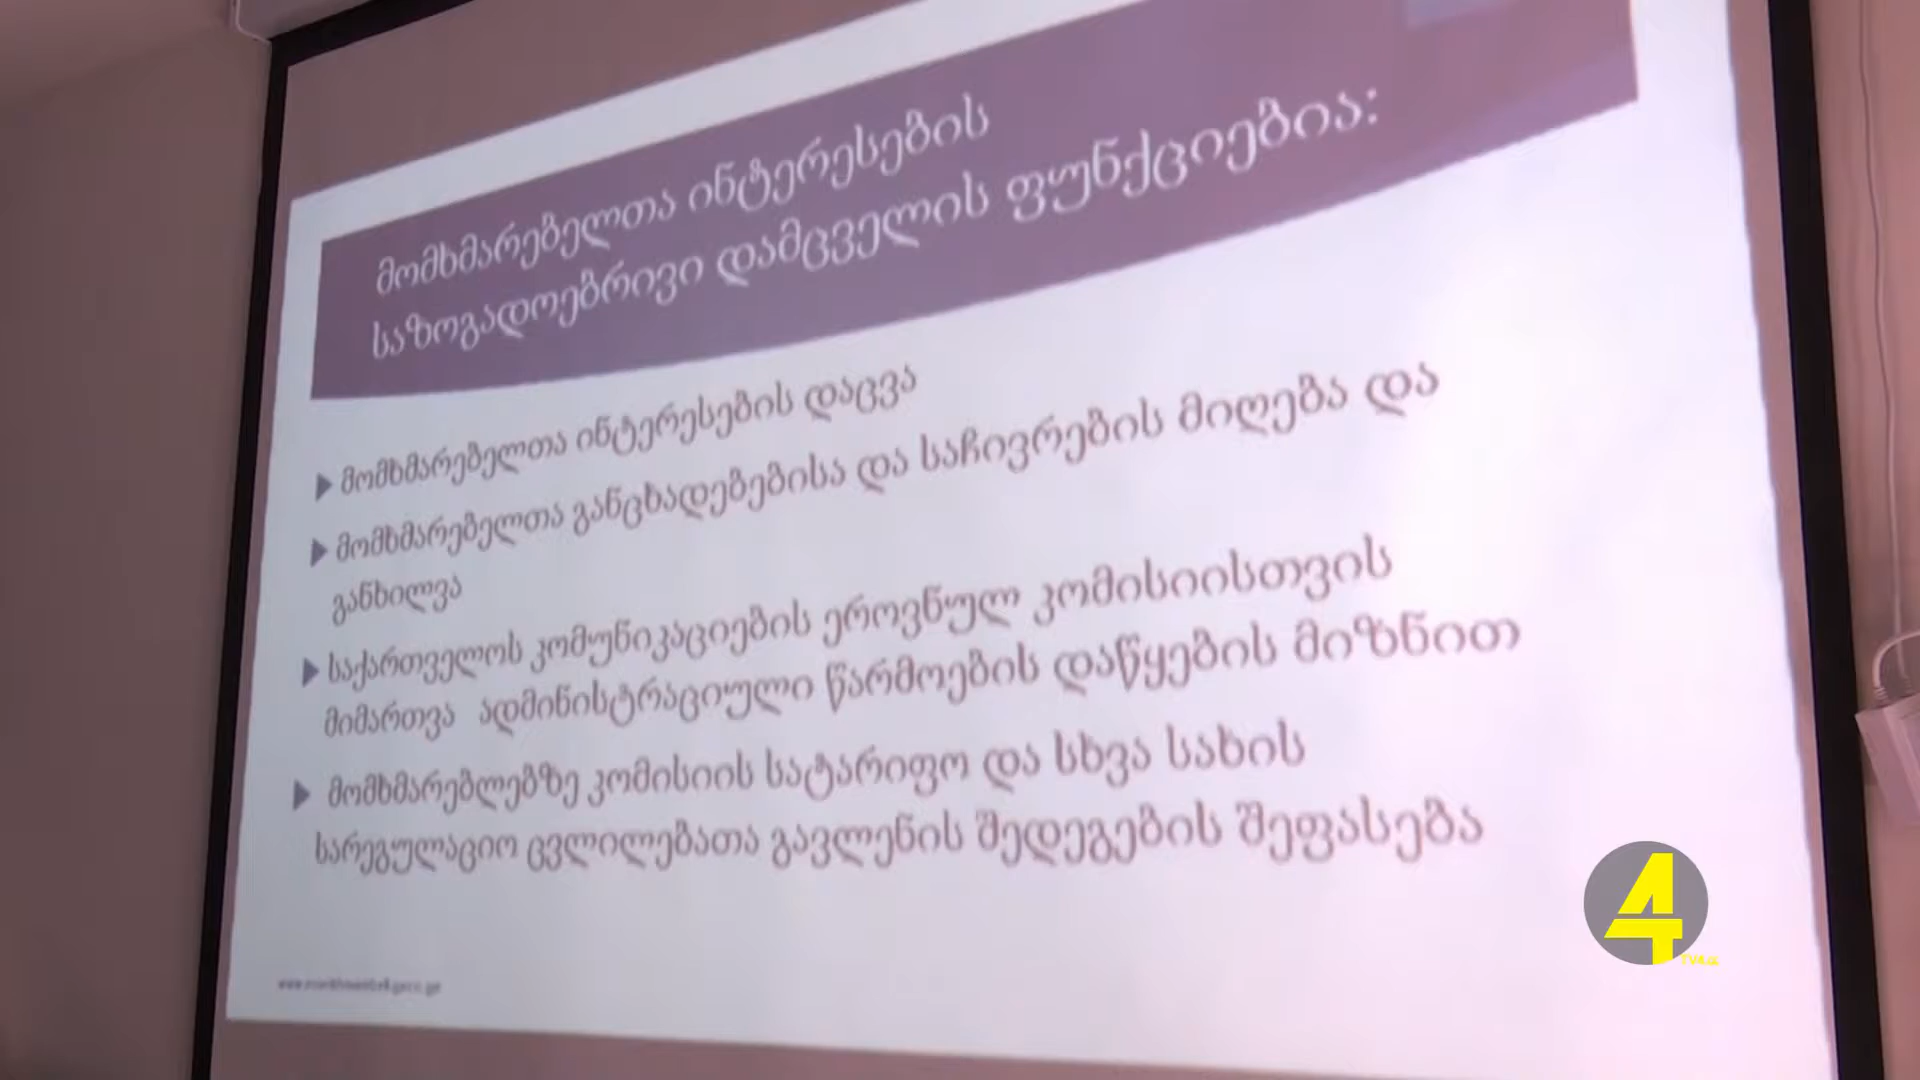 მომხმარებელთა ინტერესების
საზოგადოებრივი დამცველის ფუნქციებია:
მომხმარებელთა ინტერესების დაცვა
მომხმარებელთა განცხადებებისა და საჩივრების მიღება და
განხილვა
საქართველოს კომუნიკაციების ეროვნულ კომისიისთვის
მიმართვა ადმინისტრაციული წარმოების დაწყების მიზნით
მომხმარებლებზე კომისიის სატარიფო და სხვა სახის
სარეგულაციო ცვლილებათა გავლენის შედეგების შეფასება
4